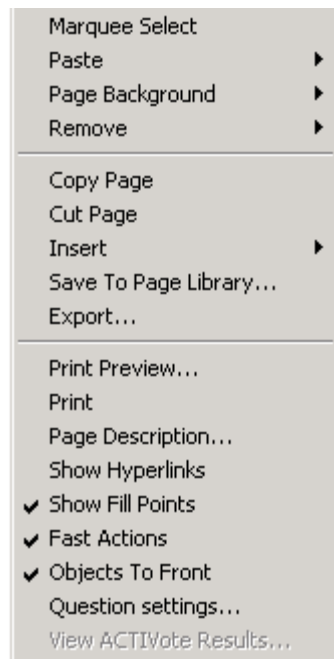 Marquee Select
Paste
Page Background
Remove
Copy Page
Cut Page
Insert
Save To Page Library...
Export...
Print Preview...
Print
Page Description...
Show Hyperlinks
Show Fill Points
Fast Actions
Objects To Front
Question settings...
View ACTIVote Results...